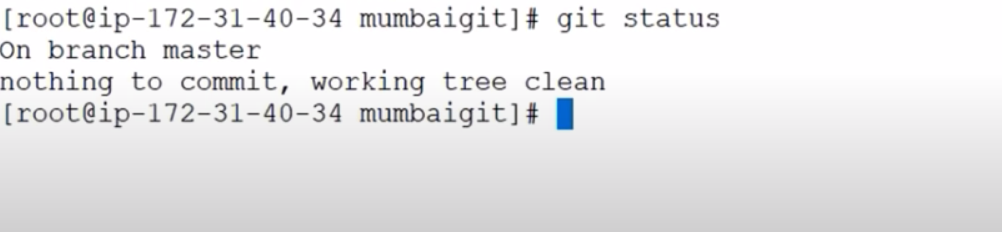 [root@ip-172-31-40-34 mumbaigit]# git status
On branch master
nothing to commit, working tree clean
[root@ip-172-31-40-34 mumbaigit]#